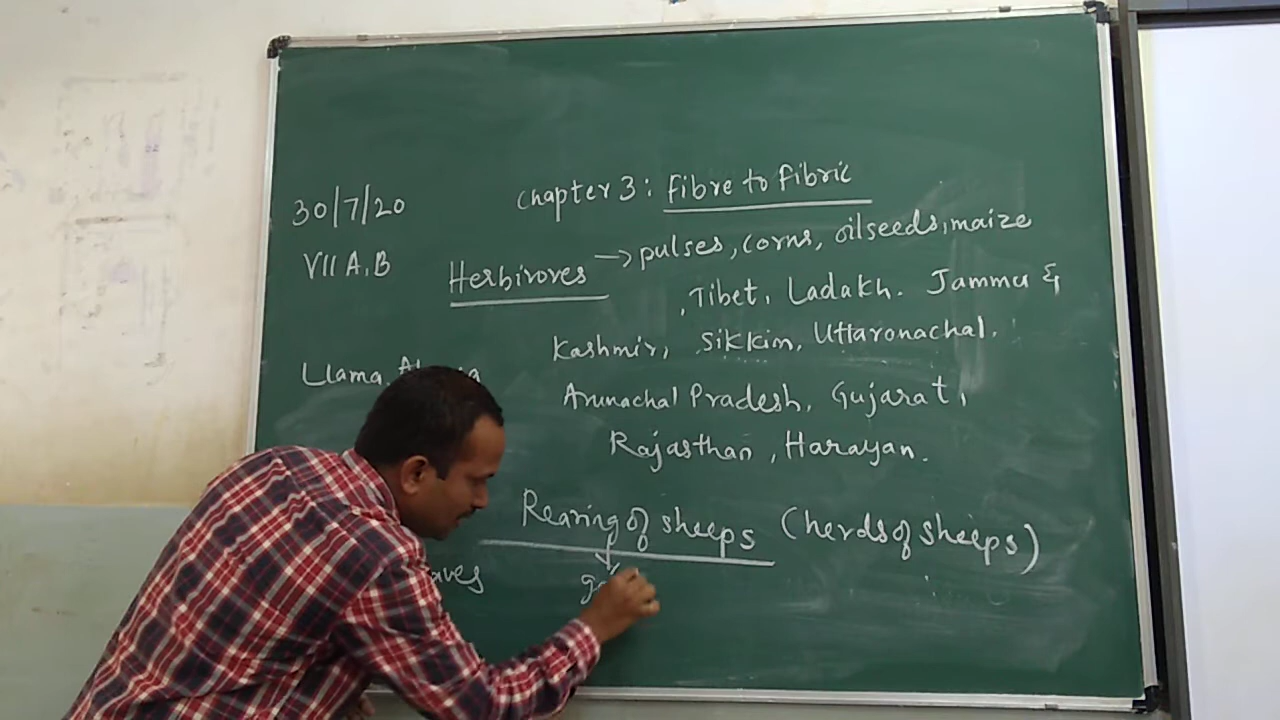 30/7/20
Chapter 3: Fibre to Fibric
VII A, B
Herbivoves → pulses, corns, oilseeds, maize
, Tibet, Ladakh. Jammu &
Kashmir, Sikkim, Uttaronachal.
Llama,
Arunachal Pradesh, Gujarat,
Rajasthan, Harayan.
Rearing of sheeps (herds of sheeps)